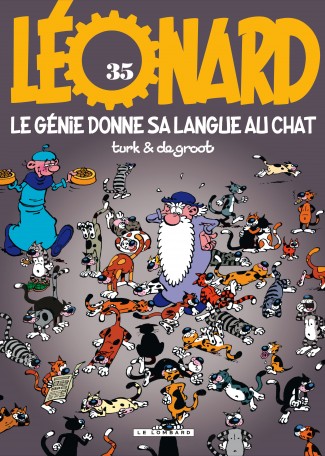 LÉONARD
35
LE GÉNIE DONNE SA LANGUE AU CHAT
turk & de groot
LE LOMBARD